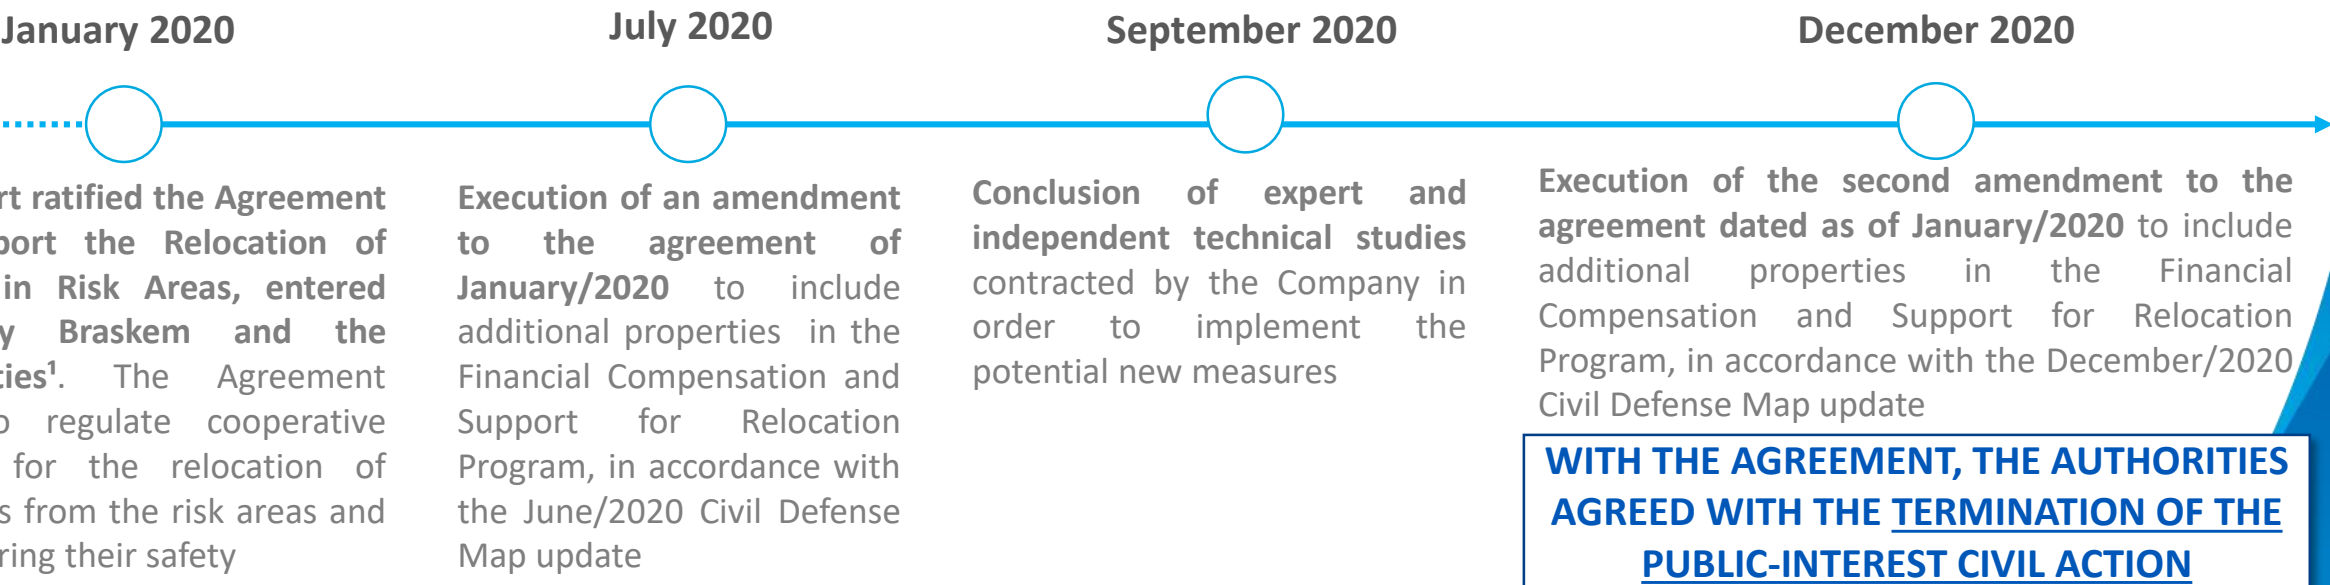 January 2020
ratified the Agreement
the Relocation of
in Risk Areas, entered
Braskem and the
The Agreement
regulate cooperative
for the relocation of
from the risk areas and
their safety
July 2020
Execution of an amendment
to the agreement of
January/2020 to include
additional properties in the
Financial Compensation and
Support for Relocation
Program, in accordance with
the June/2020 Civil Defense
Map update
September 2020
Conclusion of expert and
independent technical studies
contracted by the Company in
order to implement the
potential new measures
December 2020
Execution of the second amendment to the
agreement dated as of January/2020 to include
additional properties in the Financial
Compensation and Support for Relocation
Program, in accordance with the December/2020
Civil Defense Map update
WITH THE AGREEMENT, THE AUTHORITIES
AGREED WITH THE TERMINATION OF THE
PUBLIC-INTEREST CIVIL ACTION